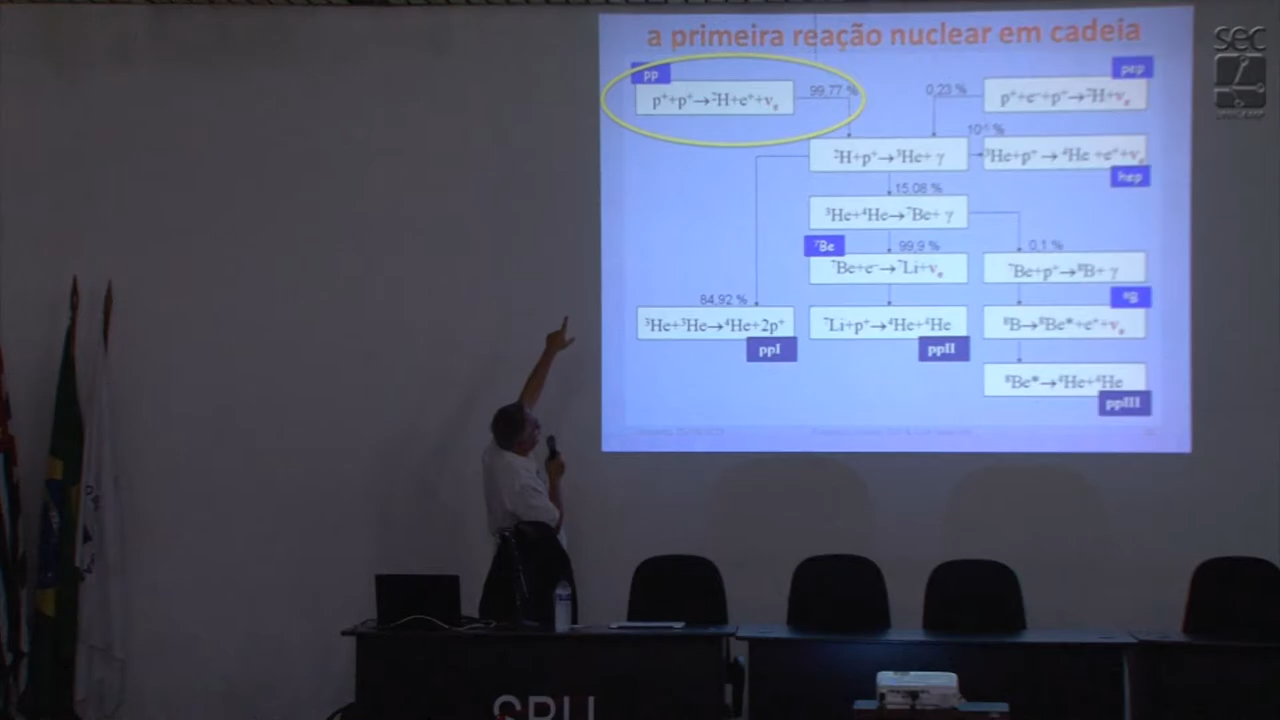 a primeira reação nuclear em cadeia
pp
p⁺+p⁺→²H+e⁺+νₑ
99,77 %
0,23 %
pep
p⁺+e⁻+p⁺→²H+νₑ
²H+p⁺→³He+ γ
³He+p⁺→⁴He +e⁺+νₑ
hep
15,08 %
³He+⁴He→⁷Be+ γ
⁷Be
99,9 %
0,1 %
⁷Be+e⁻→⁷Li+νₑ
⁷Be+p⁺→⁸B+ γ
⁸B
84,92 %
³He+³He→⁴He+2p⁺
⁷Li+p⁺→⁴He+⁴He
⁸B→⁸Be*+e⁺+νₑ
ppI
ppII
⁸Be*→⁴He+⁴He
ppIII
sec